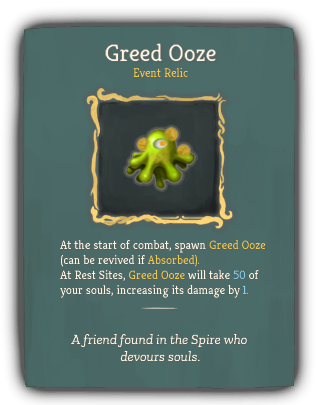 Greed Ooze
Event Relic
At the start of combat, spawn Greed Ooze
(can be revived if Absorbed).
At Rest Sites, Greed Ooze will take 50 of
your souls, increasing its damage by 1.
A friend found in the Spire who
devours souls.